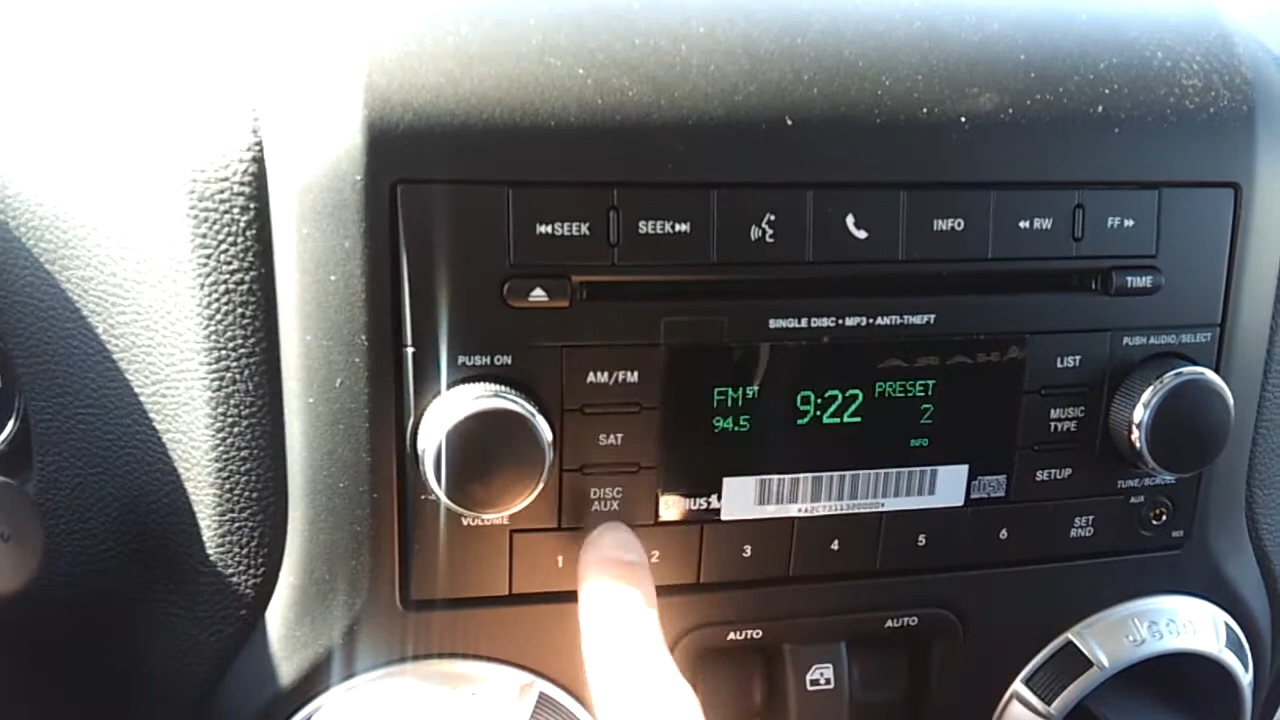 SEEK
SEEK
INFO
RW
FF
TIME
SINGLE DISC • MP3 • ANTI-THEFT
PUSH ON
PUSH AUDIO/SELECT
AM/FM
SAT
DISC
AUX
VOLUME
FM ST
94.5
9:22
PRESET
2
INFO
LIST
MUSIC
TYPE
SETUP
TUNE/SCROLL
AUX
1
2
3
4
5
6
SET
RND
AUTO
AUTO
Jeep